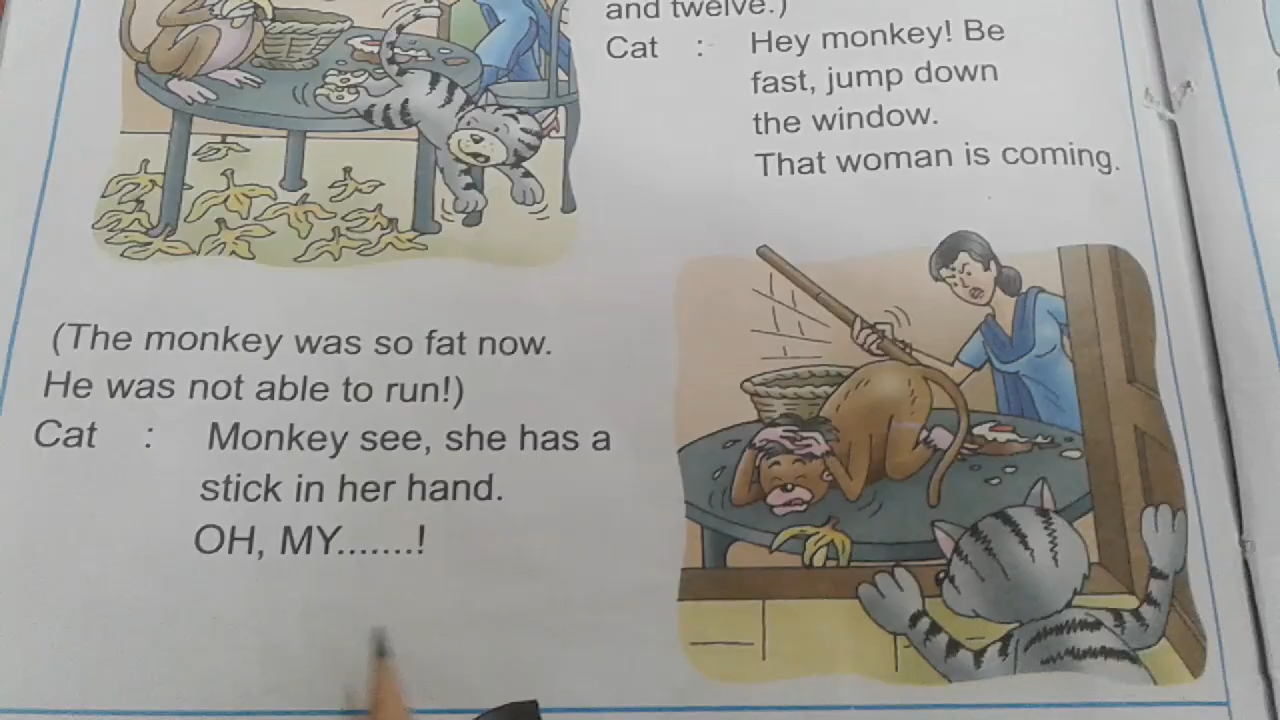 and twelve.)
Cat : Hey monkey! Be
fast, jump down
the window.
That woman is coming.
(The monkey was so fat now.
He was not able to run!)
Cat : Monkey see, she has a
stick in her hand.
OH, MY.......!